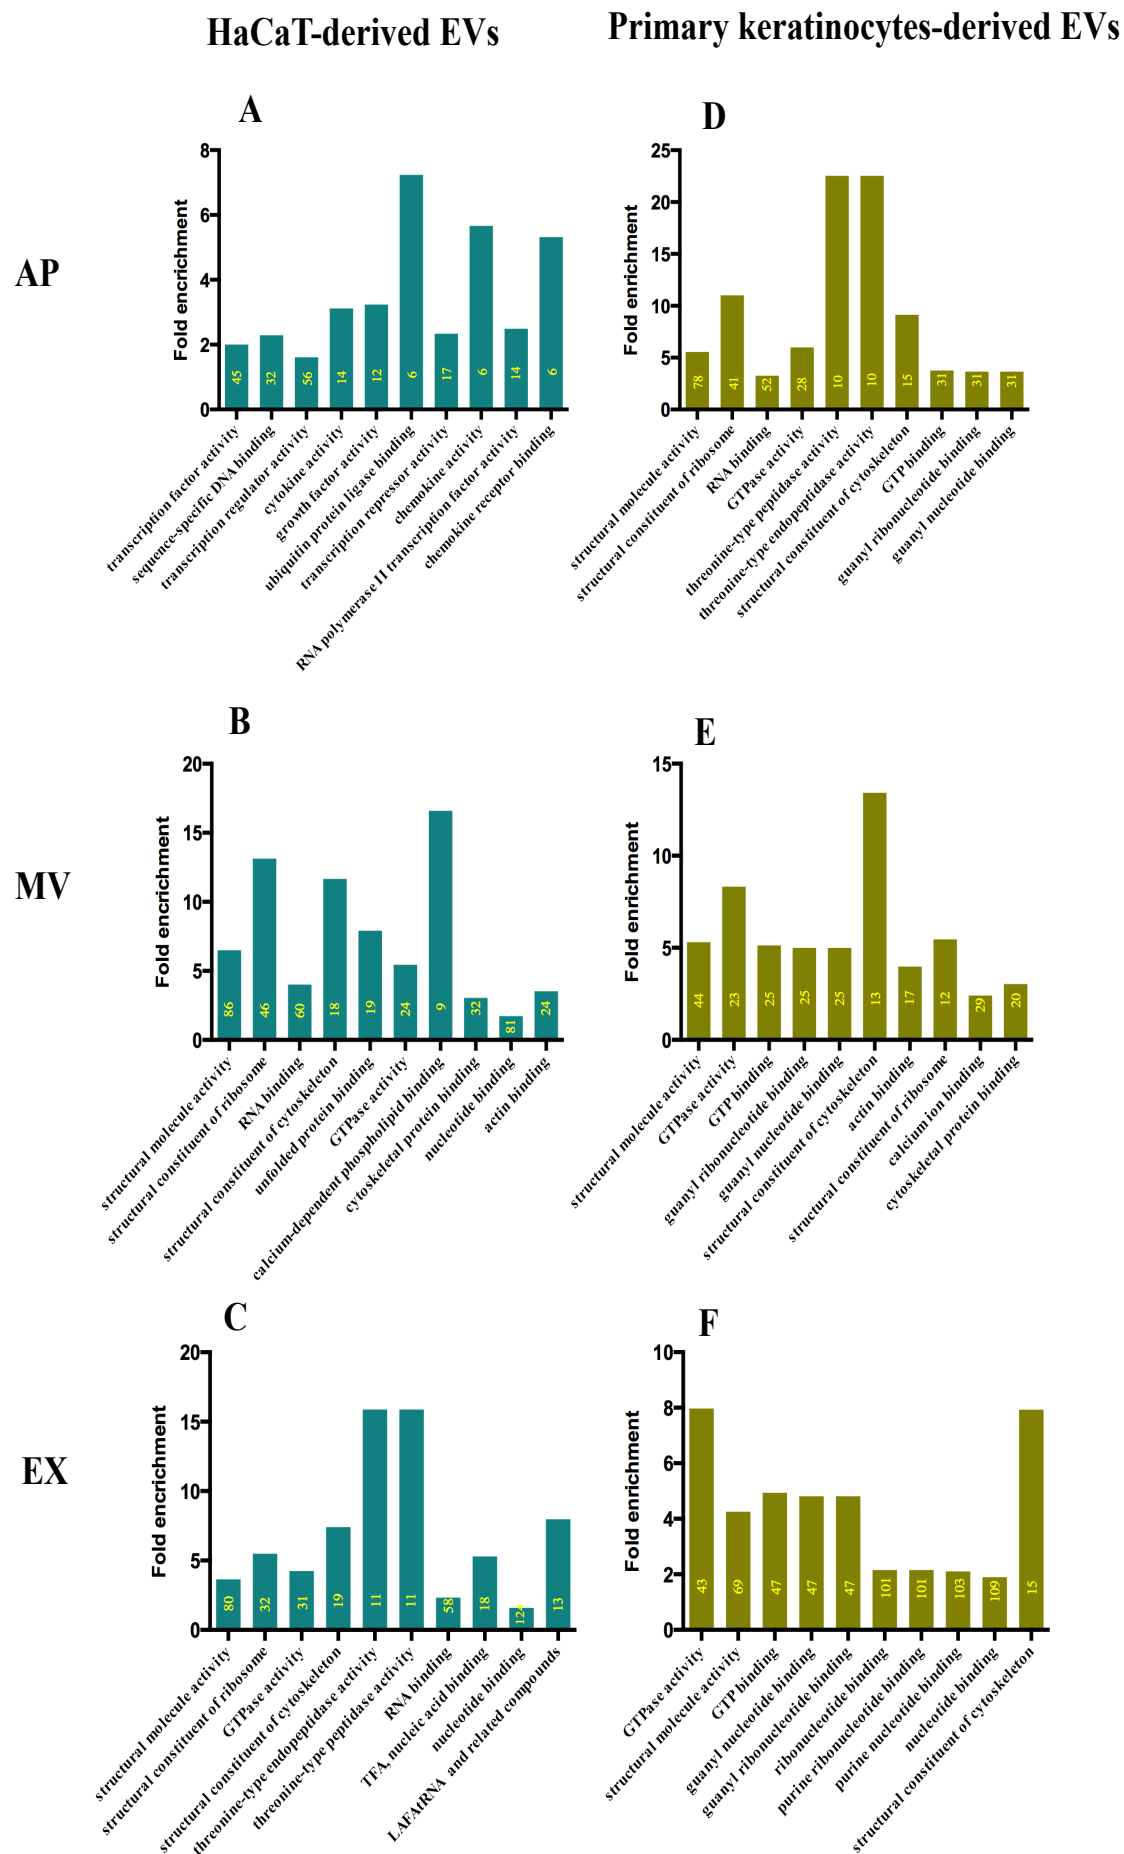 HaCaT-derived EVs
Primary keratinocytes-derived EVs
AP
A
Fold encrichment
8
6
4
2
0
45
32
56
14
12
6
17
6
14
6
transcription factor activity
sequence-specific DNA binding
transcription regulator activity
cytokine activity
growth factor activity
ubiquitin protein ligase binding
transcription repressor activity
chemokine activity
RNA polymerase II transcription factor activity
chemokine receptor binding
D
Fold enrichment
25
20
15
10
5
0
78
41
52
28
10
10
15
31
31
31
structural molecule activity
structural constituent of ribosome
RNA binding
GTPase activity
threonine-type peptidase activity
threonine-type endopeptidase activity
structural constituent of cytoskeleton
GTP binding
guanyl ribonucleotide binding
guanyl nucleotide binding
MV
B
Fold encrichment
20
15
10
5
0
86
46
60
18
19
24
9
32
81
24
structural molecule activity
structural constituent of ribosome
RNA binding
structural constituent of cytoskeleton
unfolded protein binding
GTPase activity
calcium-dependent phospholipid binding
cytoskeletal protein binding
nucleotide binding
actin binding
E
Fold enrichment
15
10
5
0
44
23
25
25
25
13
17
12
29
20
structural molecule activity
GTPase activity
GTP binding
guanyl ribonucleotide binding
guanyl nucleotide binding
structural constituent of cytoskeleton
actin binding
structural constituent of ribosome
calcium ion binding
cytoskeletal protein binding
EX
C
Fold encrichment
20
15
10
5
0
80
32
31
19
11
11
58
18
124
13
structural molecule activity
structural constituent of ribosome
GTPase activity
structural constituent of cytoskeleton
threonine-type endopeptidase activity
threonine-type peptidase activity
RNA binding
TFA, nucleic acid binding
nucleotide binding
LAFAtRNA and related compounds
F
Fold enrichment
10
8
6
4
2
0
43
69
47
47
47
101
101
103
109
15
GTPase activity
structural molecule activity
GTP binding
guanyl nucleotide binding
guanyl ribonucleotide binding
ribonucleotide binding
purine ribonucleotide binding
purine nucleotide binding
nucleotide binding
structural constituent of cytoskeleton